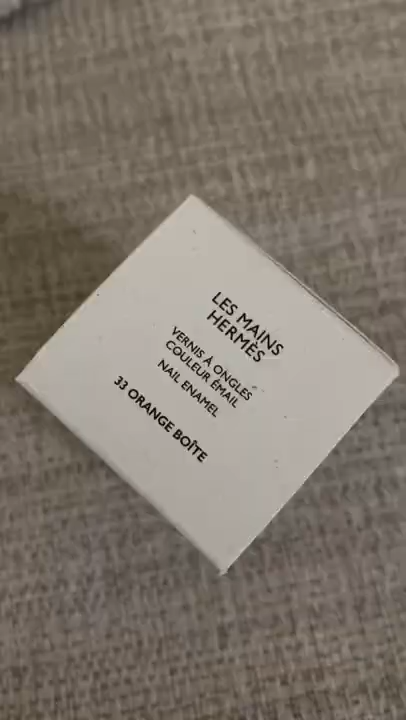 LES MAINS
HERMÈS
VERNIS À ONGLES
COULEUR ÉMAIL
NAIL ENAMEL
33 ORANGE BOÎTE